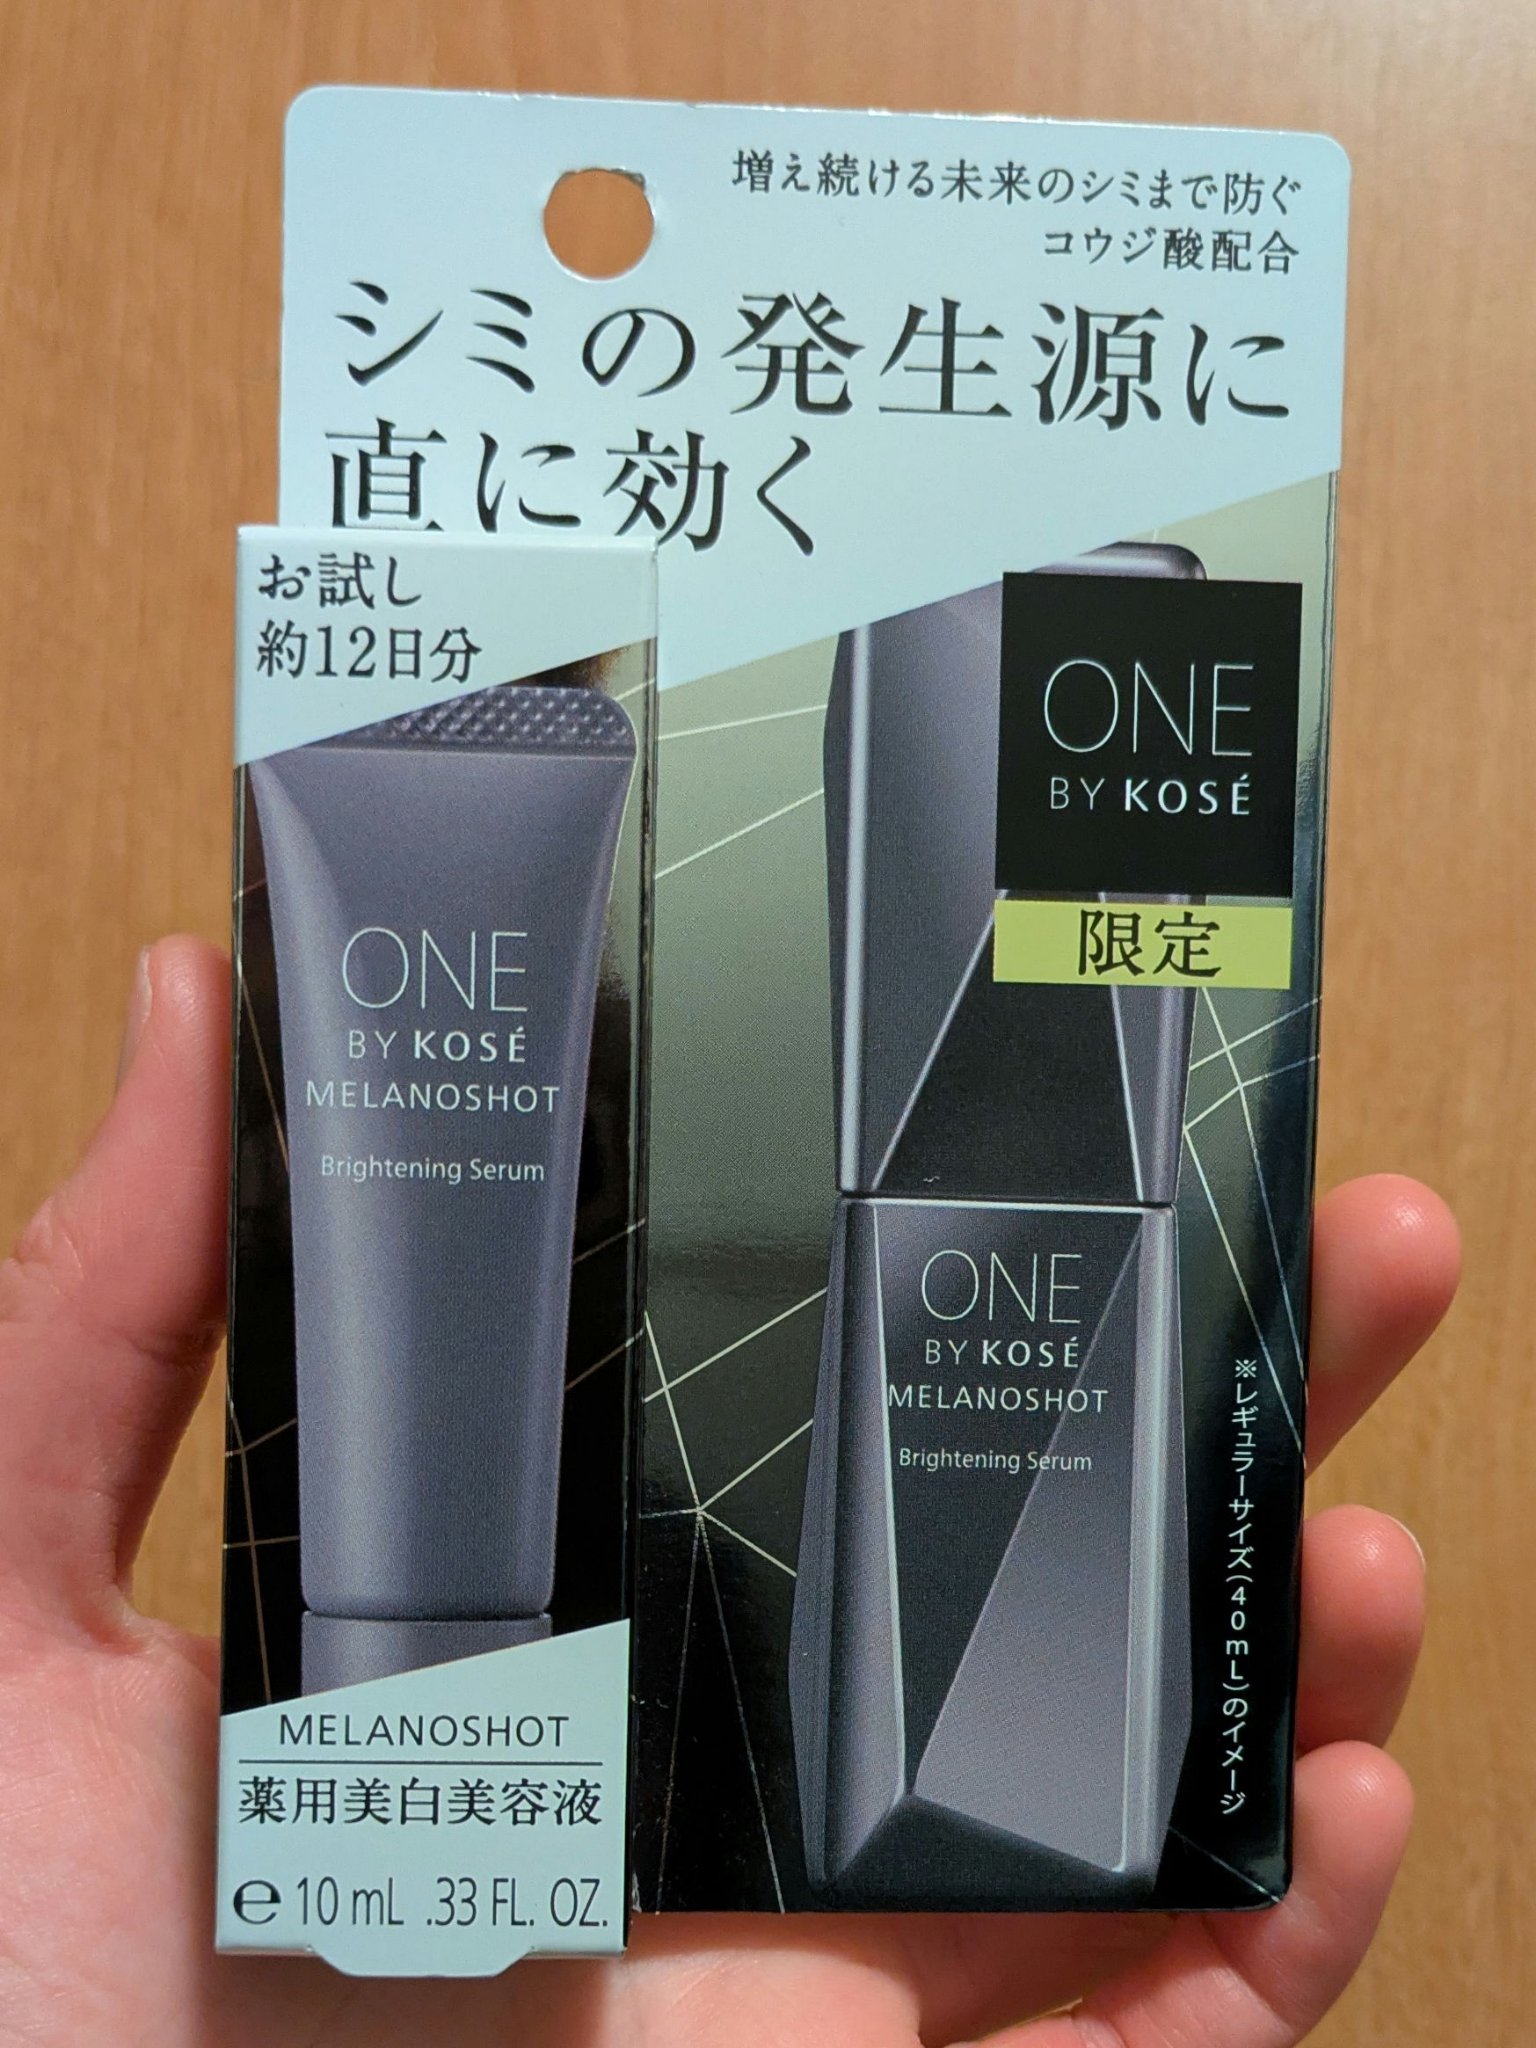 増え続ける未来のシミまで防ぐ
コウジ酸配合
シミの発生源に
直に効く
お試し
約12日分
ONE
BY KOSÉ
MELANOSHOT
Brightening Serum
MELANOSHOT
薬用美白美容液
℮ 10 mL .33 FL. OZ.
ONE
BY KOSÉ
限定
ONE
BY KOSÉ
MELANOSHOT
Brightening Serum
※レギュラーサイズ(40mL)のイメージ